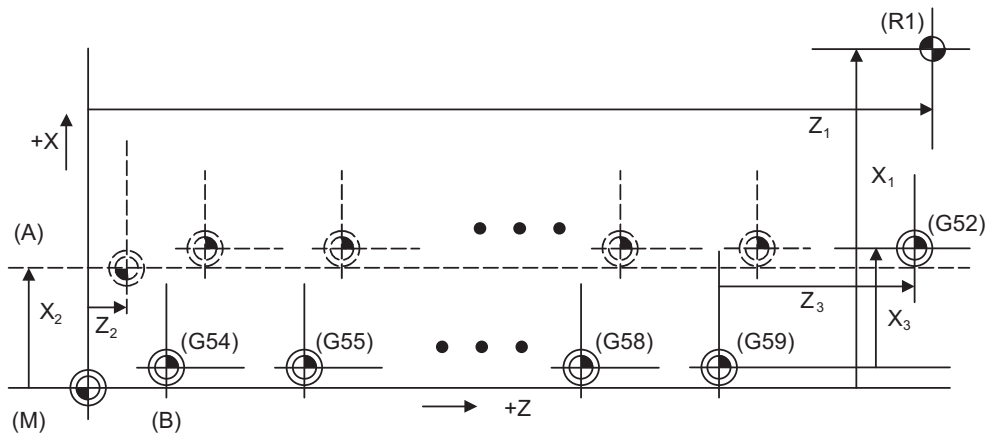 (R1)
Z1
+X
X1
(A)
(G52)
X2
Z2
Z3
X3
(G54)
(G55)
(G58)
(G59)
(M)
(B)
+Z